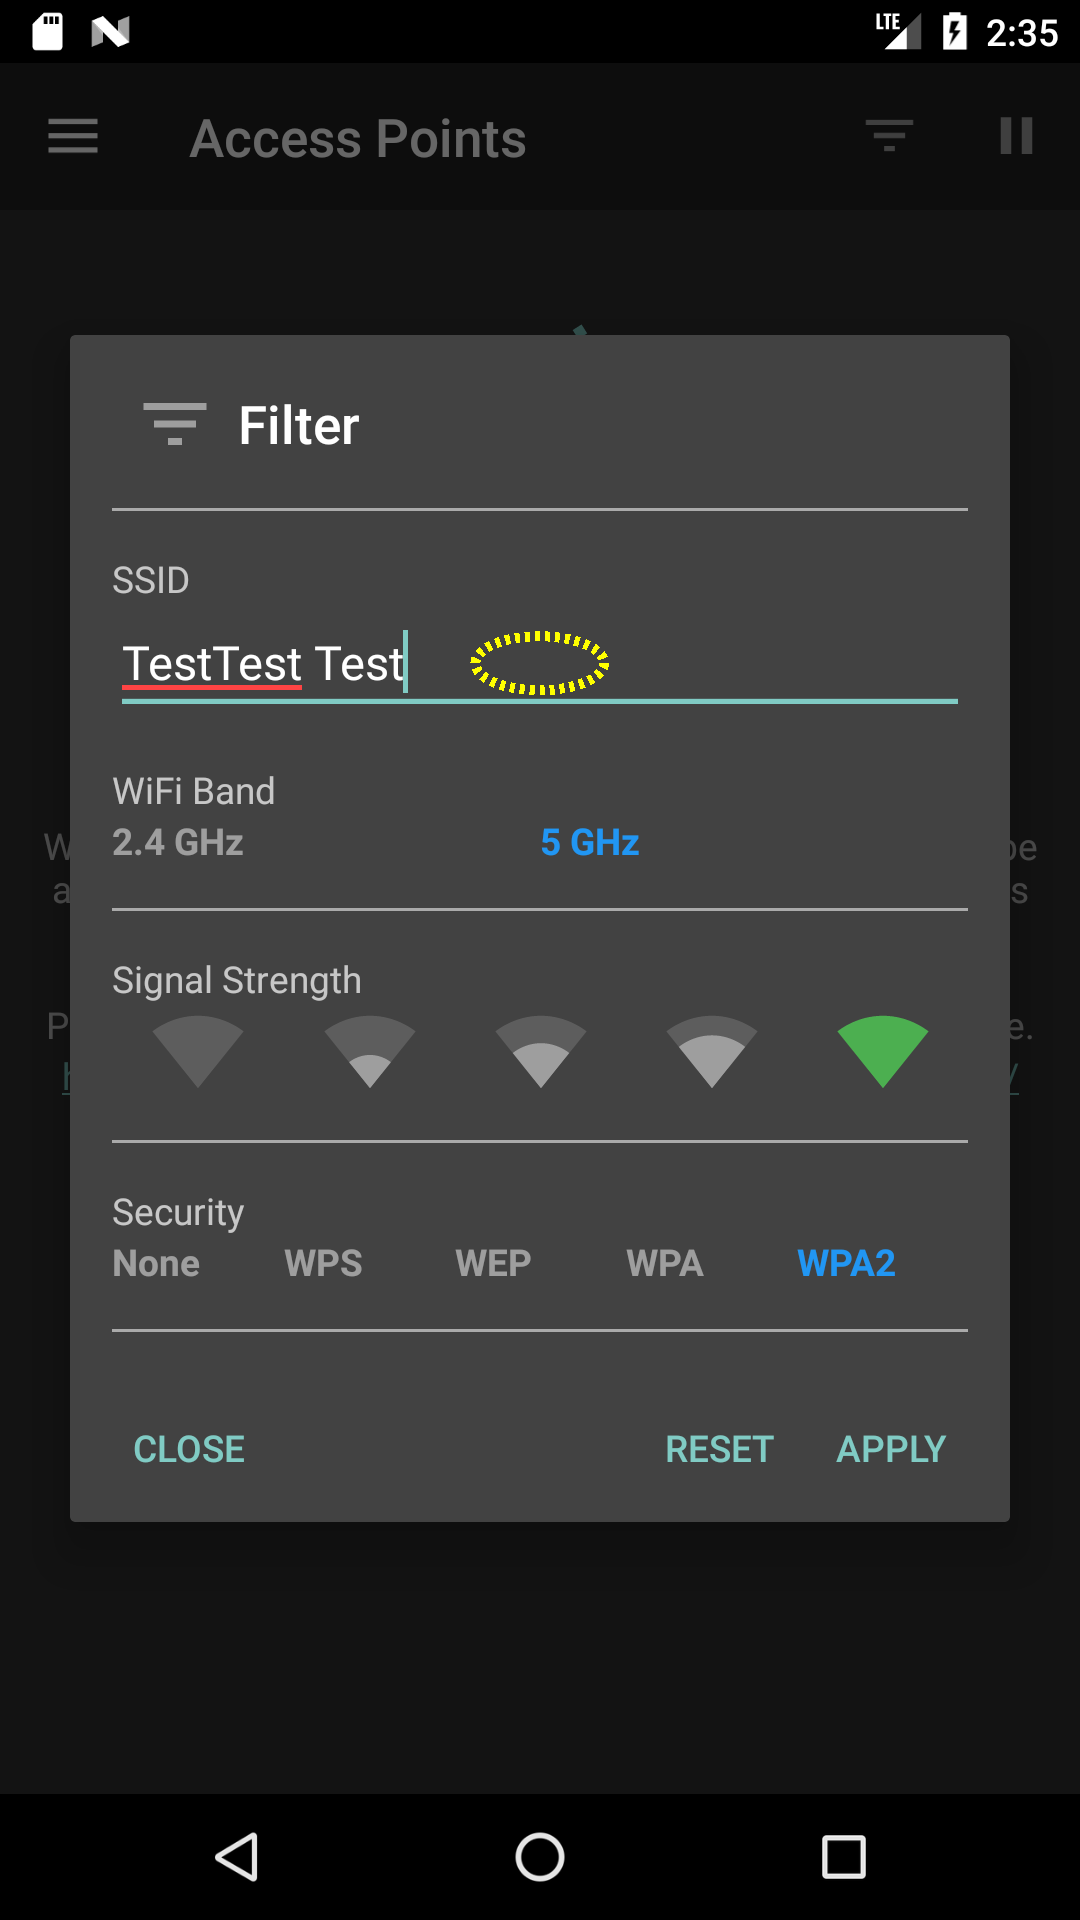 LTE 2:35
Access Points
Filter
SSID
TestTest Test
WiFi Band
2.4 GHz 5 GHz
Signal Strength
Security
None WPS WEP WPA WPA2
CLOSE RESET APPLY